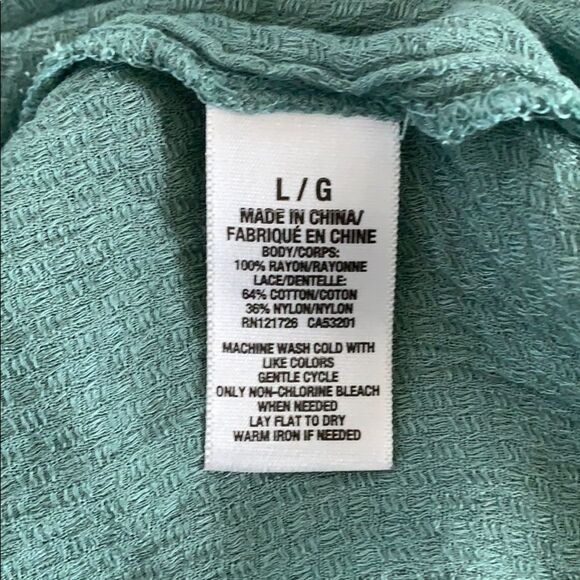 L / G
MADE IN CHINA/
FABRIQUÉ EN CHINE
BODY/CORPS:
100% RAYON/RAYONNE
LACE/DENTELLE:
64% COTTON/COTON
36% NYLON/NYLON
RN121726 CA53201
MACHINE WASH COLD WITH
LIKE COLORS
GENTLE CYCLE
ONLY NON-CHLORINE BLEACH
WHEN NEEDED
LAY FLAT TO DRY
WARM IRON IF NEEDED